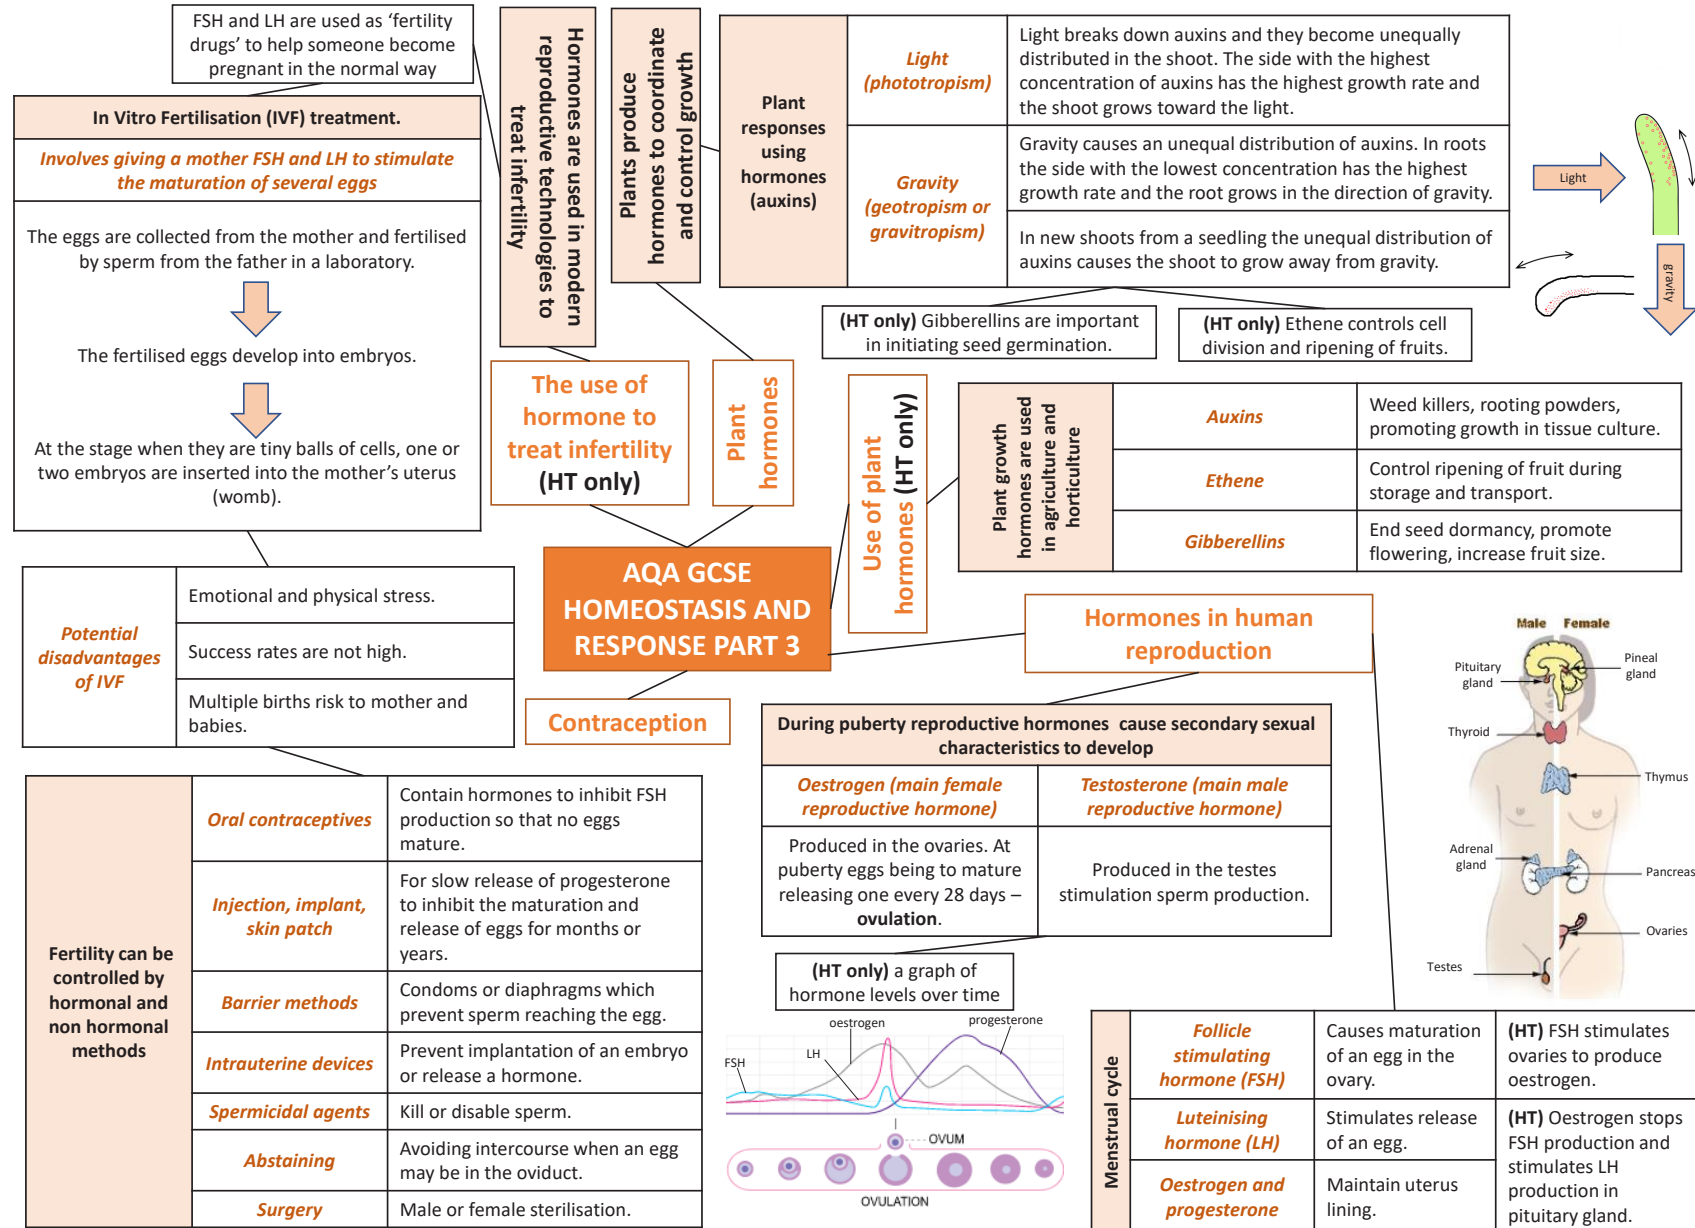 FSH and LH are used as ‘fertility
drugs’ to help someone become
pregnant in the normal way
In Vitro Fertilisation (IVF) treatment.
Involves giving a mother FSH and LH to stimulate
the maturation of several eggs
The eggs are collected from the mother and fertilised
by sperm from the father in a laboratory.
The fertilised eggs develop into embryos.
At the stage when they are tiny balls of cells, one or
two embryos are inserted into the mother’s uterus
(womb).
Hormones are used in modern
reproductive technologies to
treat infertility
Plants produce
hormones to coordinate
and control growth
Plant
responses
using
hormones
(auxins)
Light
(phototropism)
Light breaks down auxins and they become unequally
distributed in the shoot. The side with the highest
concentration of auxins has the highest growth rate and
the shoot grows toward the light.
Gravity
(geotropism or
gravitropism)
Gravity causes an unequal distribution of auxins. In roots
the side with the lowest concentration has the highest
growth rate and the root grows in the direction of gravity.
In new shoots from a seedling the unequal distribution of
auxins causes the shoot to grow away from gravity.
Light
gravity
(HT only) Gibberellins are important
in initiating seed germination.
(HT only) Ethene controls cell
division and ripening of fruits.
The use of
hormone to
treat infertility
(HT only)
Plant
hormones
Use of plant
hormones (HT only)
Plant growth
hormones are used
in agriculture and
horticulture
Auxins
Weed killers, rooting powders,
promoting growth in tissue culture.
Ethene
Control ripening of fruit during
storage and transport.
Gibberellins
End seed dormancy, promote
flowering, increase fruit size.
AQA GCSE
HOMEOSTASIS AND
RESPONSE PART 3
Potential
disadvantages
of IVF
Emotional and physical stress.
Success rates are not high.
Multiple births risk to mother and
babies.
Contraception
Hormones in human
reproduction
Fertility can be
controlled by
hormonal and
non hormonal
methods
Oral contraceptives
Contain hormones to inhibit FSH
production so that no eggs
mature.
Injection, implant,
skin patch
For slow release of progesterone
to inhibit the maturation and
release of eggs for months or
years.
Barrier methods
Condoms or diaphragms which
prevent sperm reaching the egg.
Intrauterine devices
Prevent implantation of an embryo
or release a hormone.
Spermicidal agents
Kill or disable sperm.
Abstaining
Avoiding intercourse when an egg
may be in the oviduct.
Surgery
Male or female sterilisation.
During puberty reproductive hormones cause secondary sexual
characteristics to develop
Oestrogen (main female
reproductive hormone)
Testosterone (main male
reproductive hormone)
Produced in the ovaries. At
puberty eggs being to mature
releasing one every 28 days –
ovulation.
Produced in the testes
stimulation sperm production.
(HT only) a graph of
hormone levels over time
oestrogen
progesterone
LH
FSH
OVUM
OVULATION
Male Female
Pituitary
gland
Pineal
gland
Thyroid
Thymus
Adrenal
gland
Pancreas
Ovaries
Testes
Menstrual cycle
Follicle
stimulating
hormone (FSH)
Causes maturation
of an egg in the
ovary.
(HT) FSH stimulates
ovaries to produce
oestrogen.
Luteinising
hormone (LH)
Stimulates release
of an egg.
(HT) Oestrogen stops
FSH production and
stimulates LH
production in
pituitary gland.
Oestrogen and
progesterone
Maintain uterus
lining.